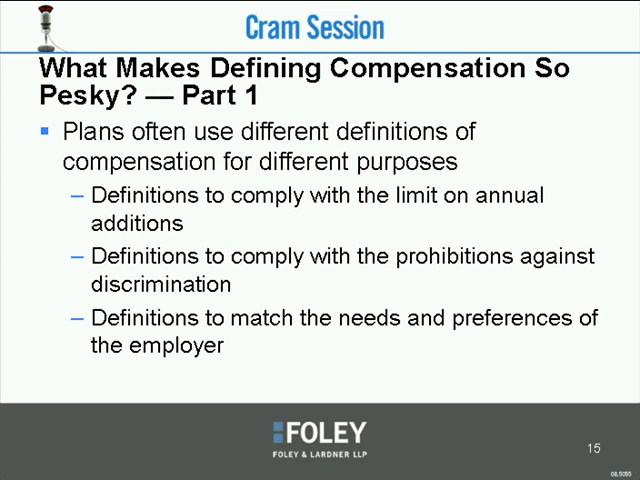 Cram Session
What Makes Defining Compensation So
Pesky? — Part 1
Plans often use different definitions of
compensation for different purposes
– Definitions to comply with the limit on annual
additions
– Definitions to comply with the prohibitions against
discrimination
– Definitions to match the needs and preferences of
the employer
FOLEY
FOLEY & LARDNER LLP
15